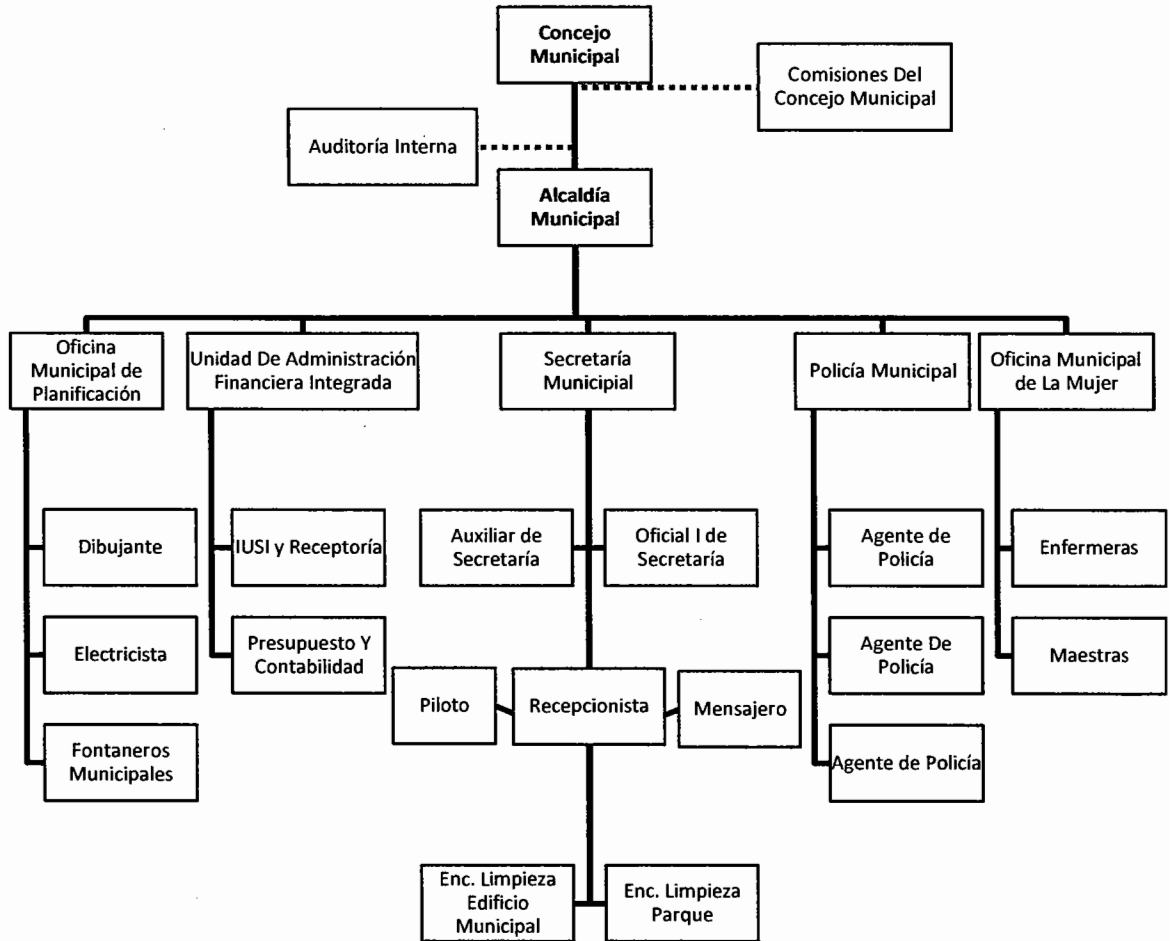 Concejo
Municipal
Comisiones Del
Concejo Municipal
Auditoría Interna
Alcaldía
Municipal
Oficina
Municipal de
Planificación
Unidad De Administración
Financiera Integrada
Secretaría
Municipial
Policía Municipal
Oficina Municipal
de La Mujer
Dibujante
IUSI y Receptoría
Auxiliar de
Secretaría
Oficial I de
Secretaría
Agente de
Policía
Enfermeras
Electricista
Presupuesto Y
Contabilidad
Agente De
Policía
Maestras
Piloto
Recepcionista
Mensajero
Fontaneros
Municipales
Agente de Policía
Enc. Limpieza
Edificio
Municipal
Enc. Limpieza
Parque